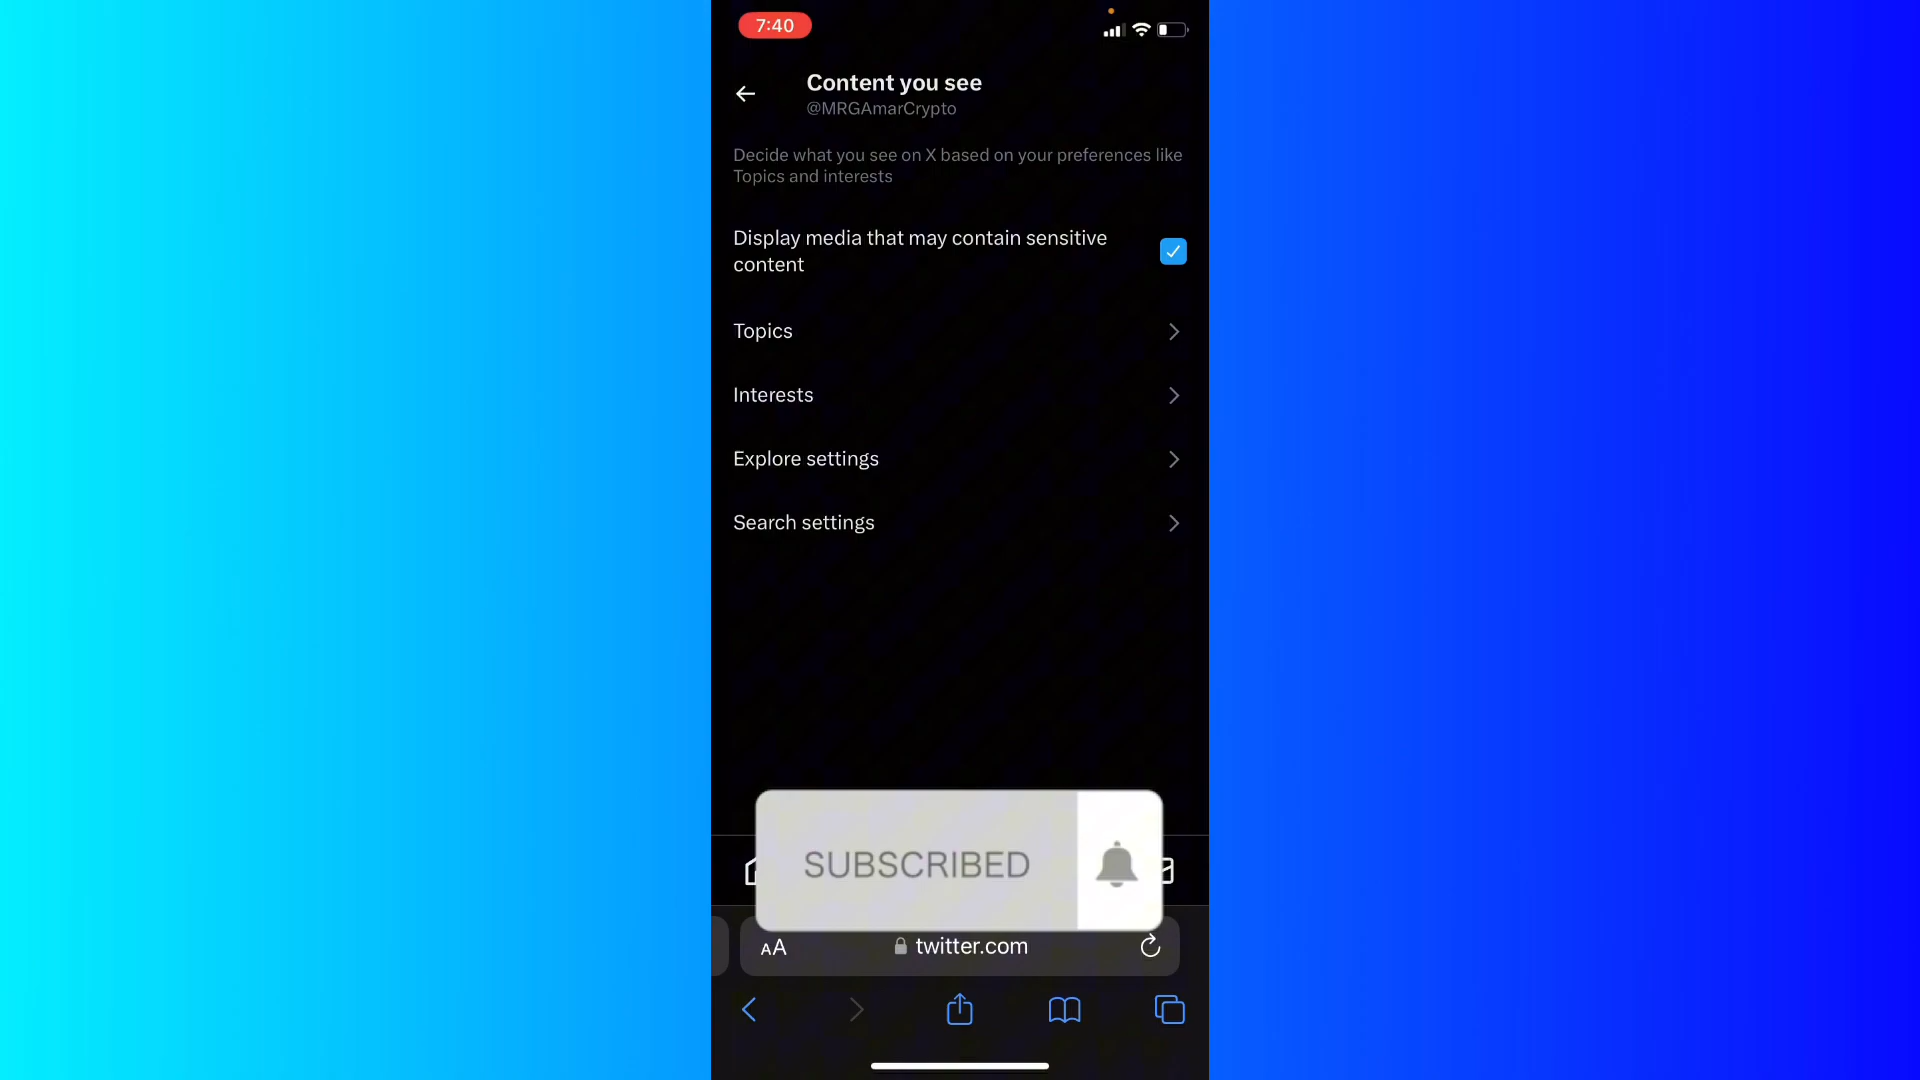 7:40
Content you see
@MRGAmarCrypto
Decide what you see on X based on your preferences like
Topics and interests
Display media that may contain sensitive
content
Topics
Interests
Explore settings
Search settings
SUBSCRIBED
AA
twitter.com